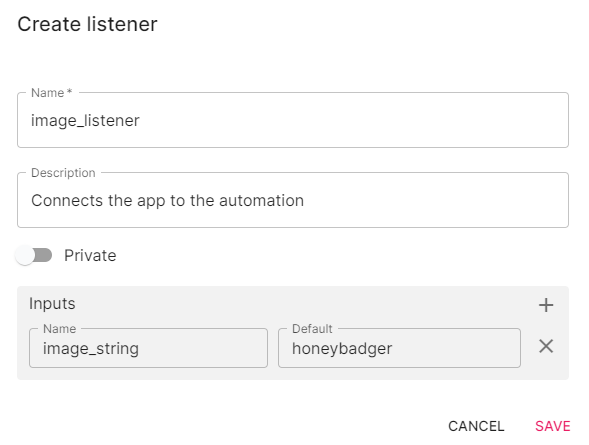 Create listener
Name *
image_listener
Description
Connects the app to the automation
Private
Inputs
Name
image_string
Default
honeybadger
CANCEL SAVE